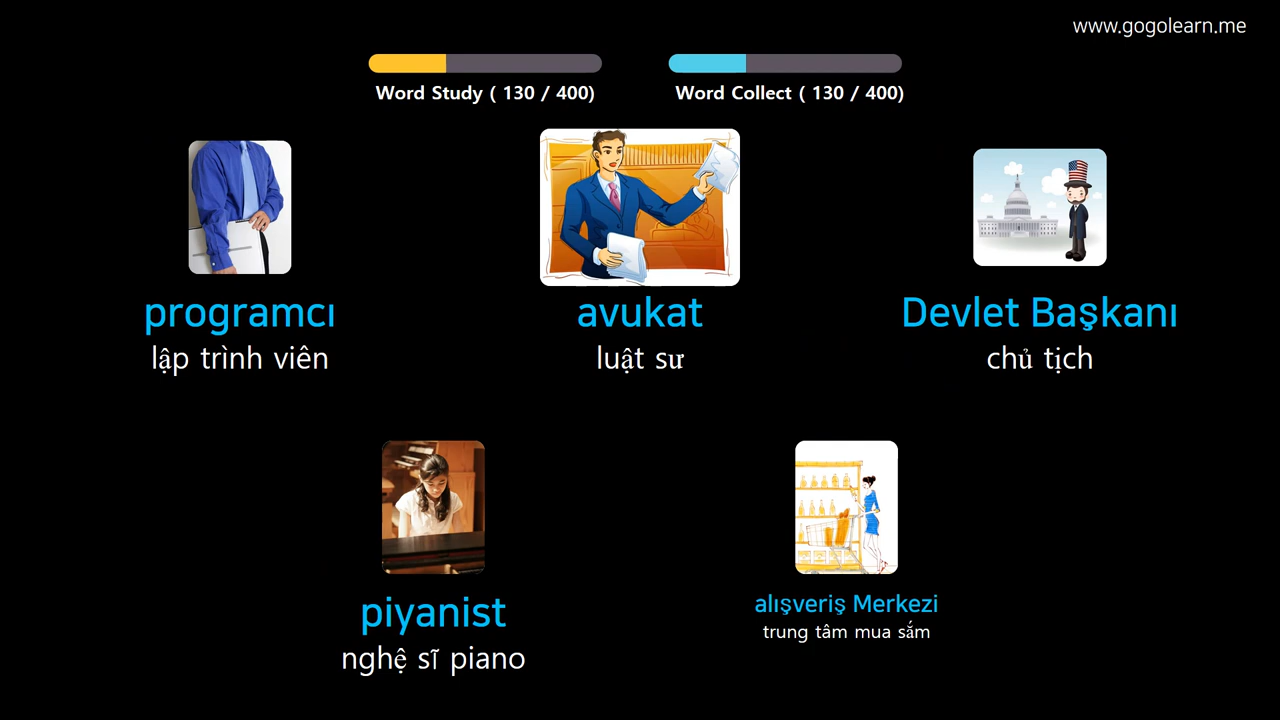 www.gogolearn.me
Word Study ( 130 / 400)
Word Collect ( 130 / 400)
programcı
lập trình viên
avukat
luật sư
Devlet Başkanı
chủ tịch
piyanist
nghệ sĩ piano
alışveriş Merkezi
trung tâm mua sắm